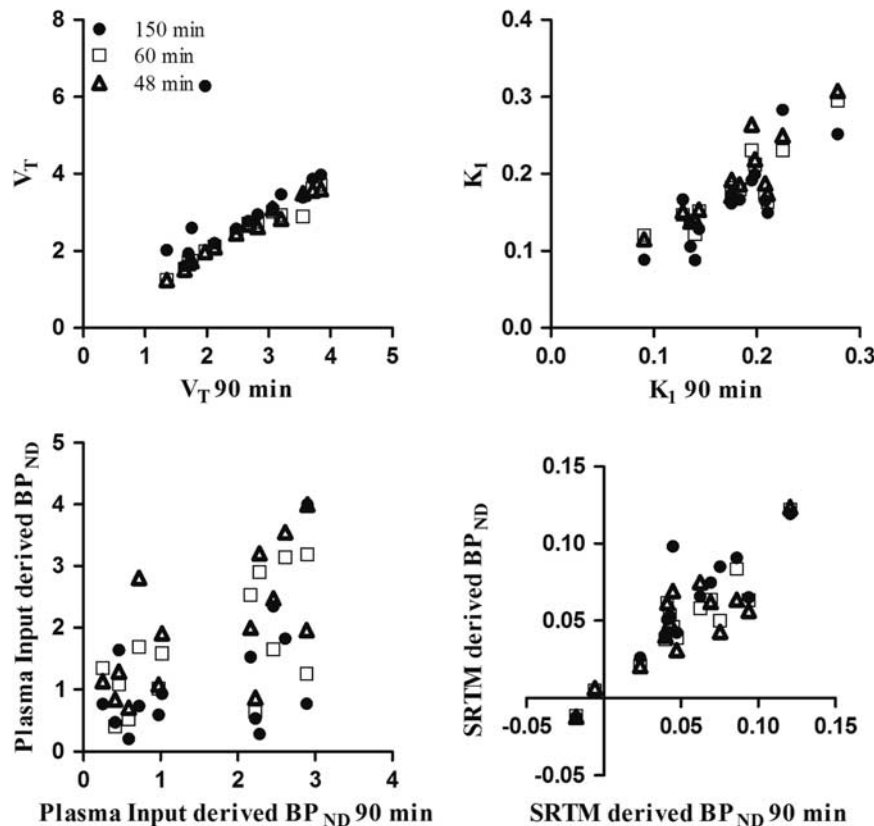 150 min
60 min
48 min
8
6
4
2
0
V_T
0 1 2 3 4 5
V_T 90 min
0.4
0.3
0.2
0.1
0.0
K_1
0.0 0.1 0.2 0.3
K_1 90 min
5
4
3
2
1
0
Plasma Input derived BP_ND
0 1 2 3 4
Plasma Input derived BP_ND 90 min
0.15
0.10
0.05
-0.05
SRTM derived BP_ND
-0.05 0.05 0.10 0.15
SRTM derived BP_ND 90 min